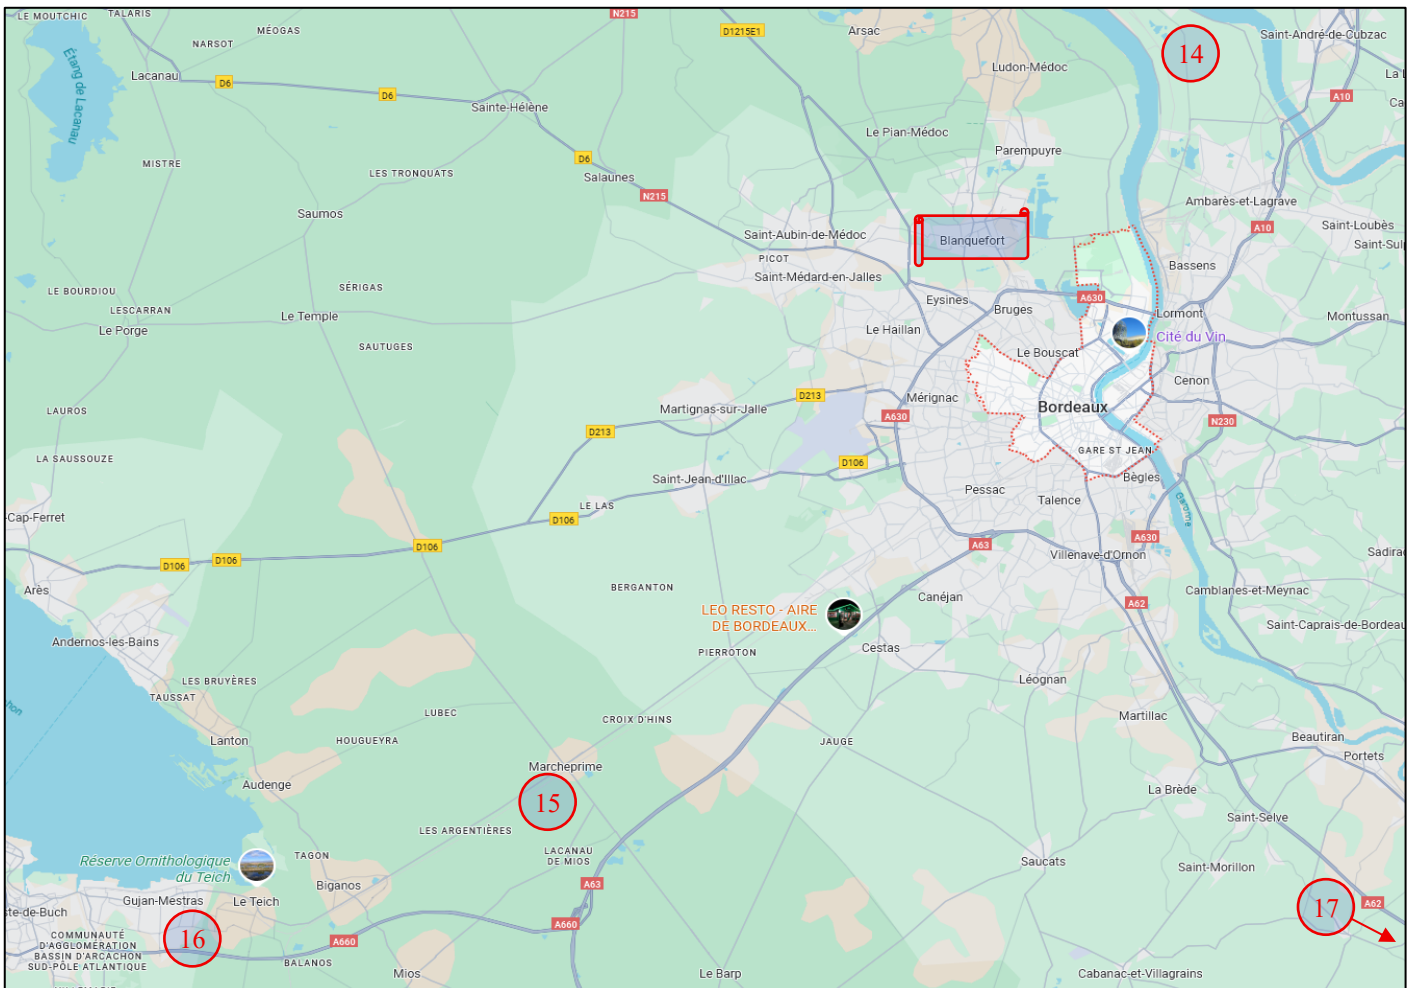 LE MOUTCHIC
TALARIS
N215
D1215E1
Arsac
14
Saint-André-de-Cubzac
MÉOGAS
NARSOT
Lacanau
D6
D6
Ludon-Médoc
A10
Étang de Lacanau
Sainte-Hélène
Le Pian-Médoc
Parempuyre
MISTRE
LES TRONQUATS
D6
Salaunes
N215
Ambarès-et-Lagrave
Saumos
Saint-Aubin-de-Médoc
Blanquefort
A10
Saint-Loubès
PICOT
Saint-Médard-en-Jalles
Bassens
LE BOURDIOU
SÉRIGAS
Eysines
A630
LESCARRAN
Le Temple
Bruges
Lormont
Montussan
Le Porge
Le Haillan
Cité du Vin
SAUTUGES
Le Bouscat
Cenon
LAUROS
Martignas-sur-Jalle
D213
Mérignac
Bordeaux
A630
N230
D213
LA SAUSSOUZE
D106
GARE ST JEAN
Saint-Jean-d'Illac
Bègles
Pessac
Talence
Garonne
-Cap-Ferret
LE LAS
D106
D106
A63
A630
Villenave-d'Ornon
D106
D106
Arès
BERGANTON
Canéjan
A62
Camblanes-et-Meynac
LEO RESTO - AIRE
DE BORDEAUX...
Saint-Caprais-de-Bordeau
Andernos-les-Bains
PIERROTON
Cestas
LES BRUYÈRES
Léognan
TAUSSAT
hon
LUBEC
CROIX D'HINS
Martillac
Lanton
HOUGUEYRA
JAUGE
Beautiran
Portets
Marcheprime
Audenge
La Brède
15
Saint-Selve
LES ARGENTIÈRES
LACANAU
DE MIOS
Réserve Ornithologique
du Teich
TAGON
Saucats
Saint-Morillon
Biganos
A63
Gujan-Mestras
Le Teich
17
A62
ste-de-Buch
A660
16
A660
COMMUNAUTÉ
D'AGGLOMÉRATION
BASSIN D'ARCACHON
SUD-PÔLE ATLANTIQUE
BALANOS
Mios
Le Barp
Cabanac-et-Villagrains